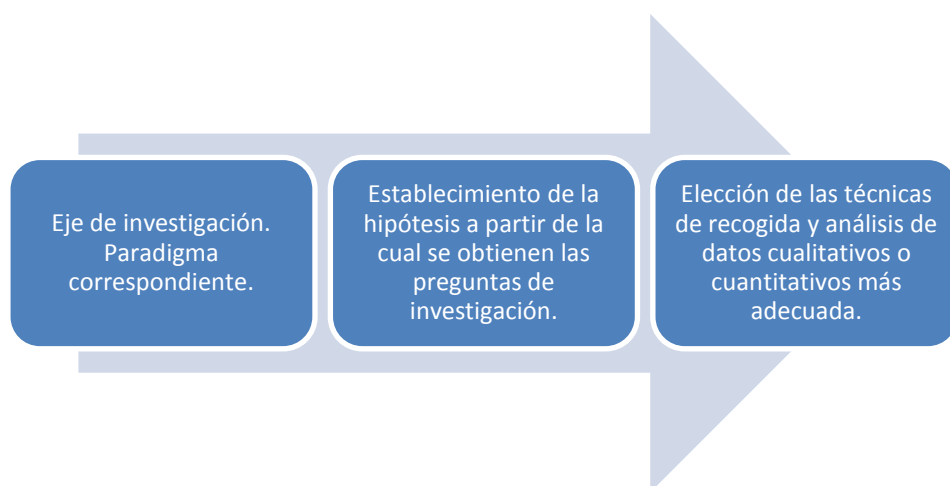 Eje de investigación.
Paradigma
correspondiente.
Establecimiento de la
hipótesis a partir de la
cual se obtienen las
preguntas de
investigación.
Elección de las técnicas
de recogida y análisis de
datos cualitativos o
cuantitativos más
adecuada.